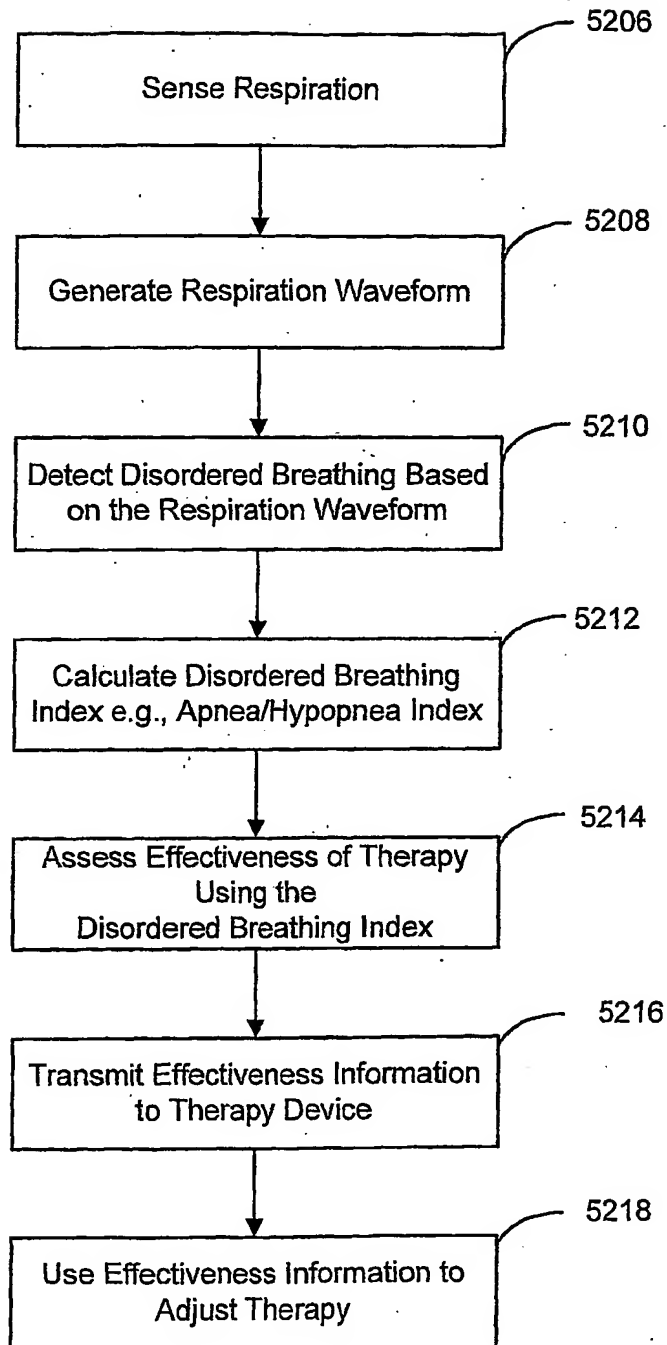 5206
Sense Respiration
5208
Generate Respiration Waveform
5210
Detect Disordered Breathing Based
on the Respiration Waveform
5212
Calculate Disordered Breathing
Index e.g., Apnea/Hypopnea Index
5214
Assess Effectiveness of Therapy
Using the
Disordered Breathing Index
5216
Transmit Effectiveness Information
to Therapy Device
5218
Use Effectiveness Information to
Adjust Therapy